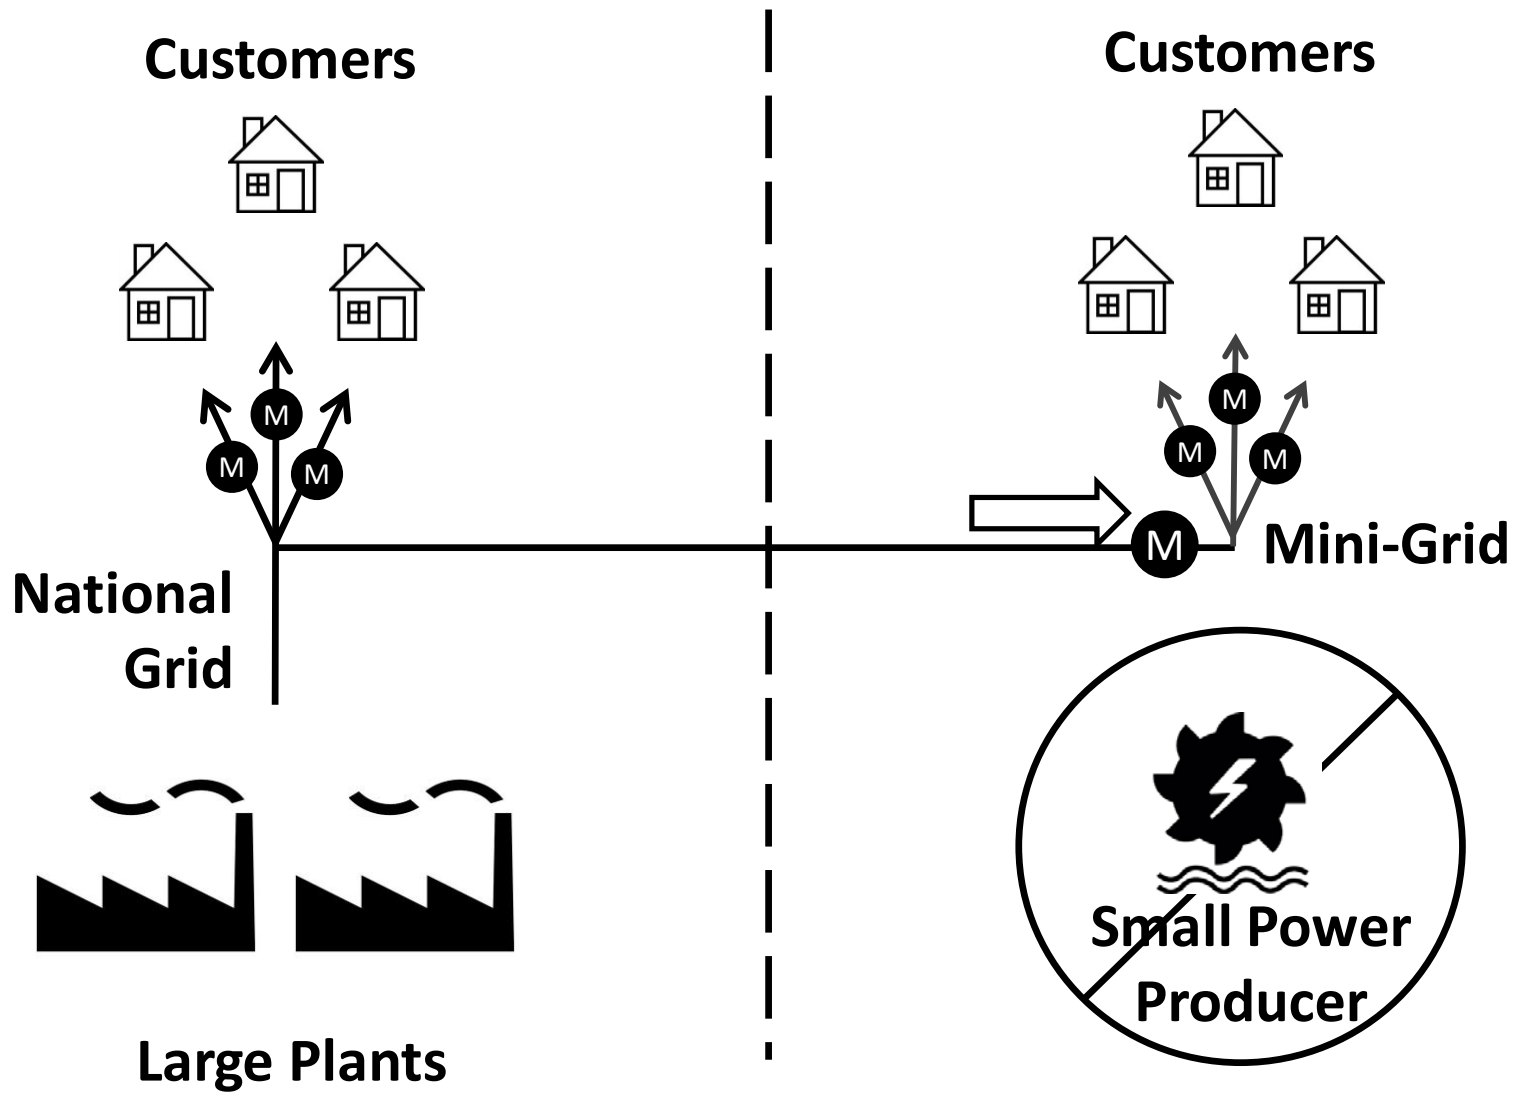 Customers
M
M
M
National
Grid
Large Plants
Customers
M
M
M
M
Mini-Grid
Small Power
Producer